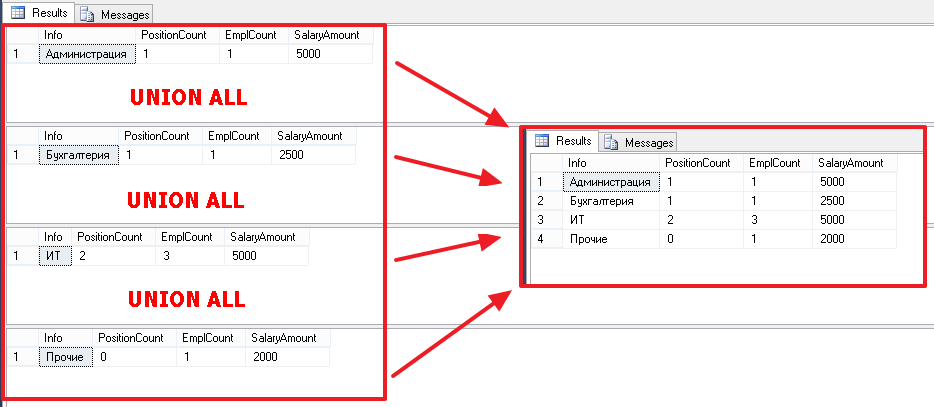 Results Messages
Info PositionCount EmplCount SalaryAmount
1 Администрация 1 1 5000
UNION ALL
Info PositionCount EmplCount SalaryAmount
1 Бухгалтерия 1 1 2500
UNION ALL
Info PositionCount EmplCount SalaryAmount
1 ИТ 2 3 5000
UNION ALL
Info PositionCount EmplCount SalaryAmount
1 Прочие 0 1 2000
Results Messages
Info PositionCount EmplCount SalaryAmount
1 Администрация 1 1 5000
2 Бухгалтерия 1 1 2500
3 ИТ 2 3 5000
4 Прочие 0 1 2000